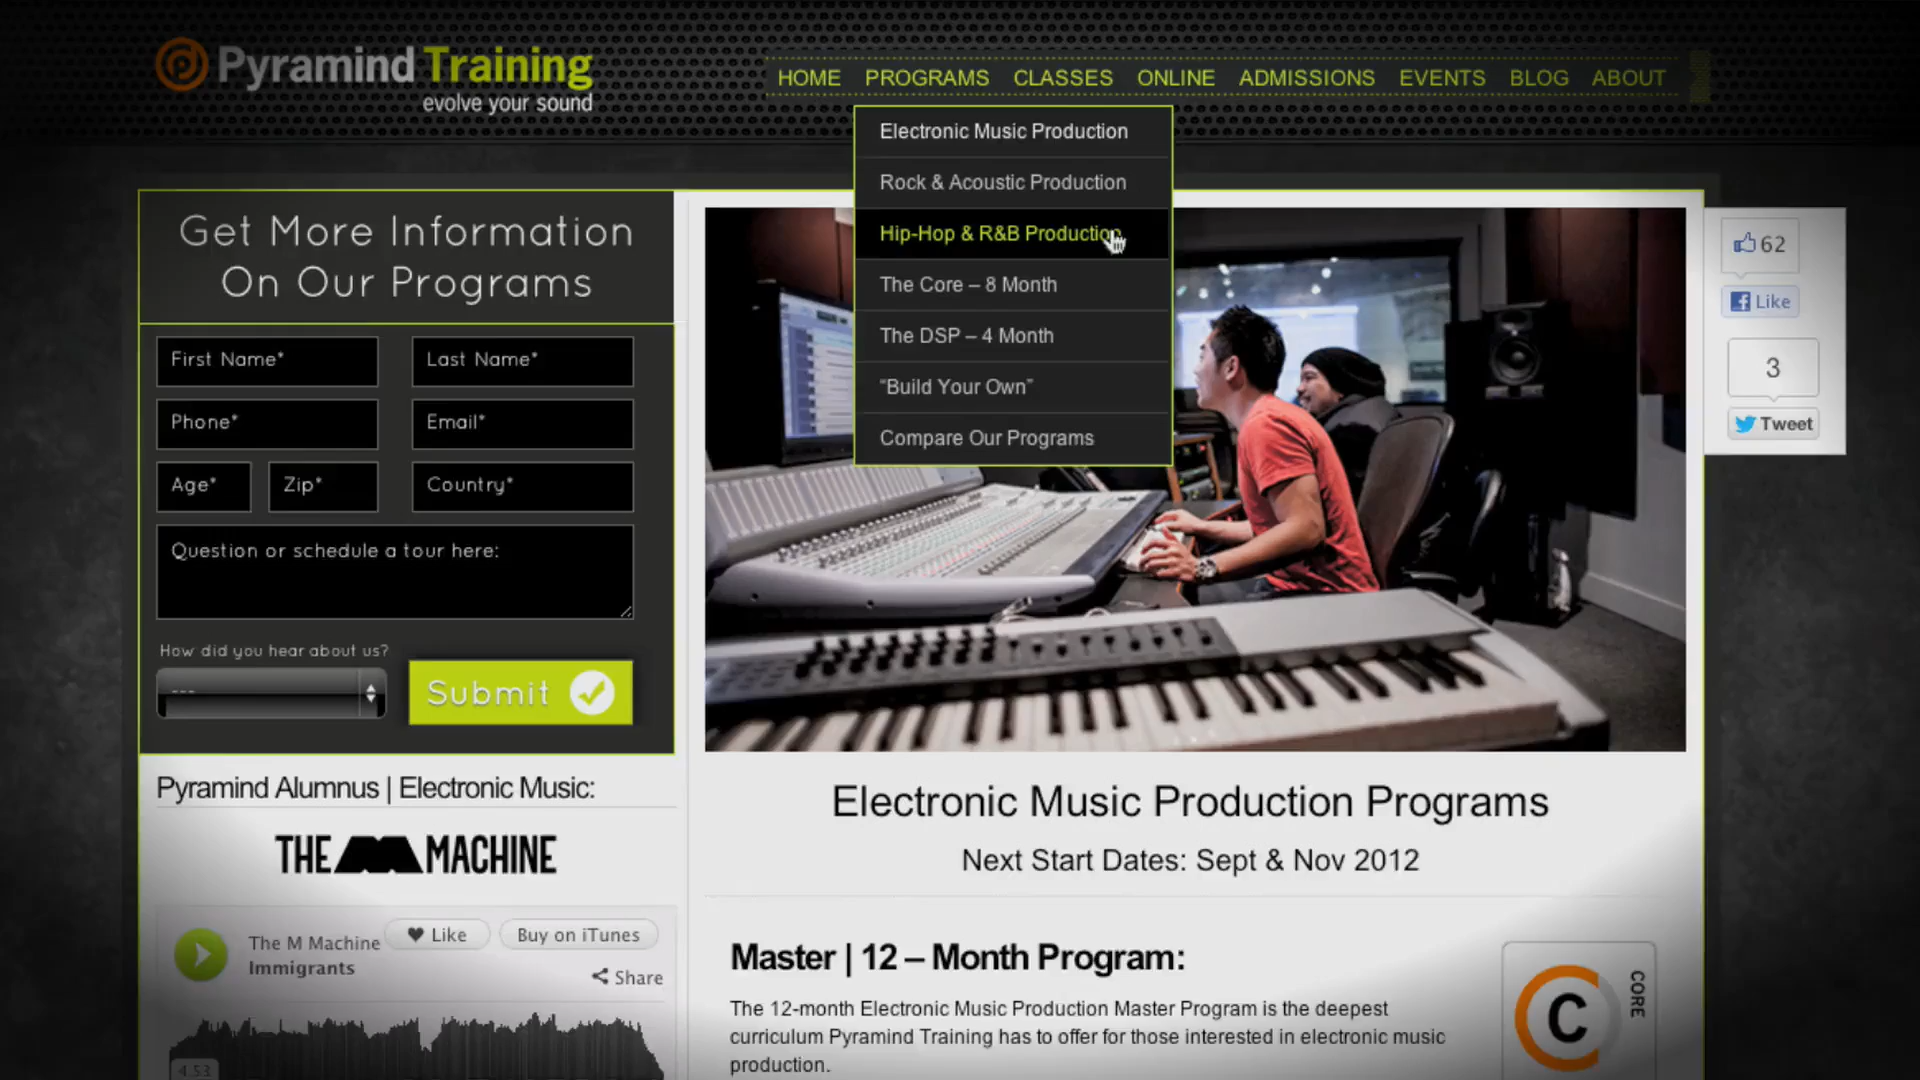 Pyramind Training
evolve your sound
HOME PROGRAMS CLASSES ONLINE ADMISSIONS EVENTS BLOG ABOUT
Electronic Music Production
Rock & Acoustic Production
Hip-Hop & R&B Production
The Core – 8 Month
The DSP – 4 Month
"Build Your Own"
Compare Our Programs
Get More Information
On Our Programs
First Name* Last Name*
Phone* Email*
Age* Zip* Country*
Question or schedule a tour here:
How did you hear about us?
---
Submit
62
Like
3
Tweet
Pyramind Alumnus | Electronic Music:
THE M MACHINE
The M Machine
Immigrants
Like
Buy on iTunes
Share
4.53
Electronic Music Production Programs
Next Start Dates: Sept & Nov 2012
Master | 12 – Month Program:
The 12-month Electronic Music Production Master Program is the deepest
curriculum Pyramind Training has to offer for those interested in electronic music
production.
C
CORE